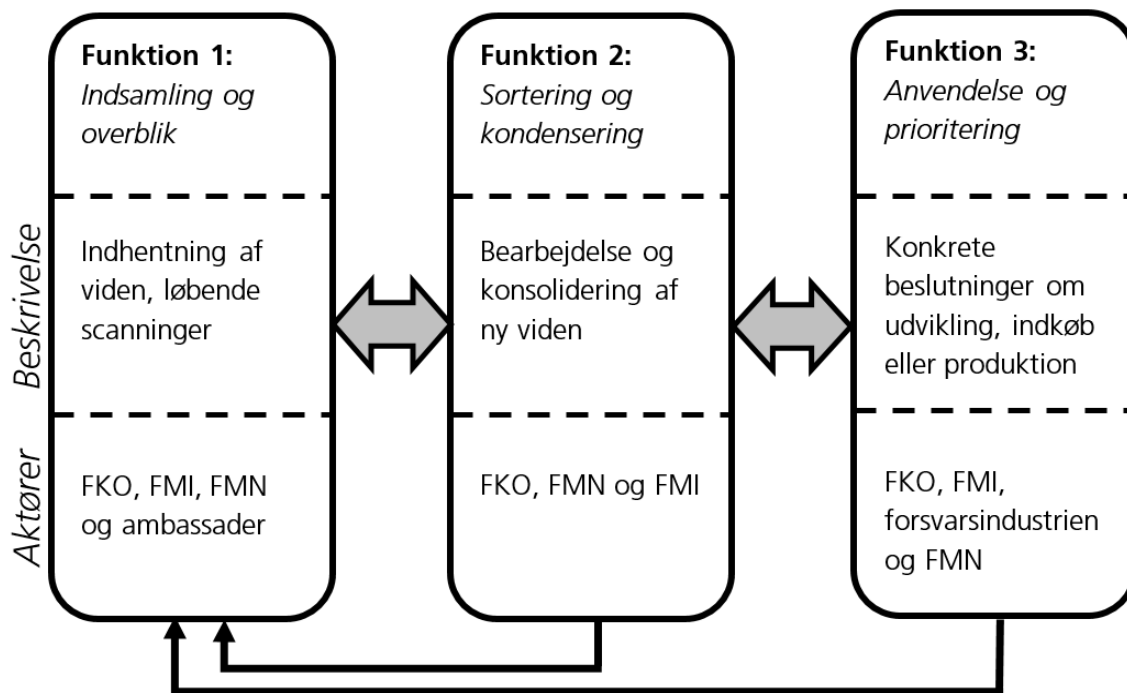 Funktion 1:
Indsamling og
overblik
Funktion 2:
Sortering og
kondensering
Funktion 3:
Anvendelse og
prioritering
Beskrivelse
Indhentning af
viden, løbende
scanninger
Bearbejdelse og
konsolidering af
ny viden
Konkrete
beslutninger om
udvikling, indkøb
eller produktion
Aktører
FKO, FMI, FMN
og ambassader
FKO, FMN og FMI
FKO, FMI,
forsvarsindustrien
og FMN